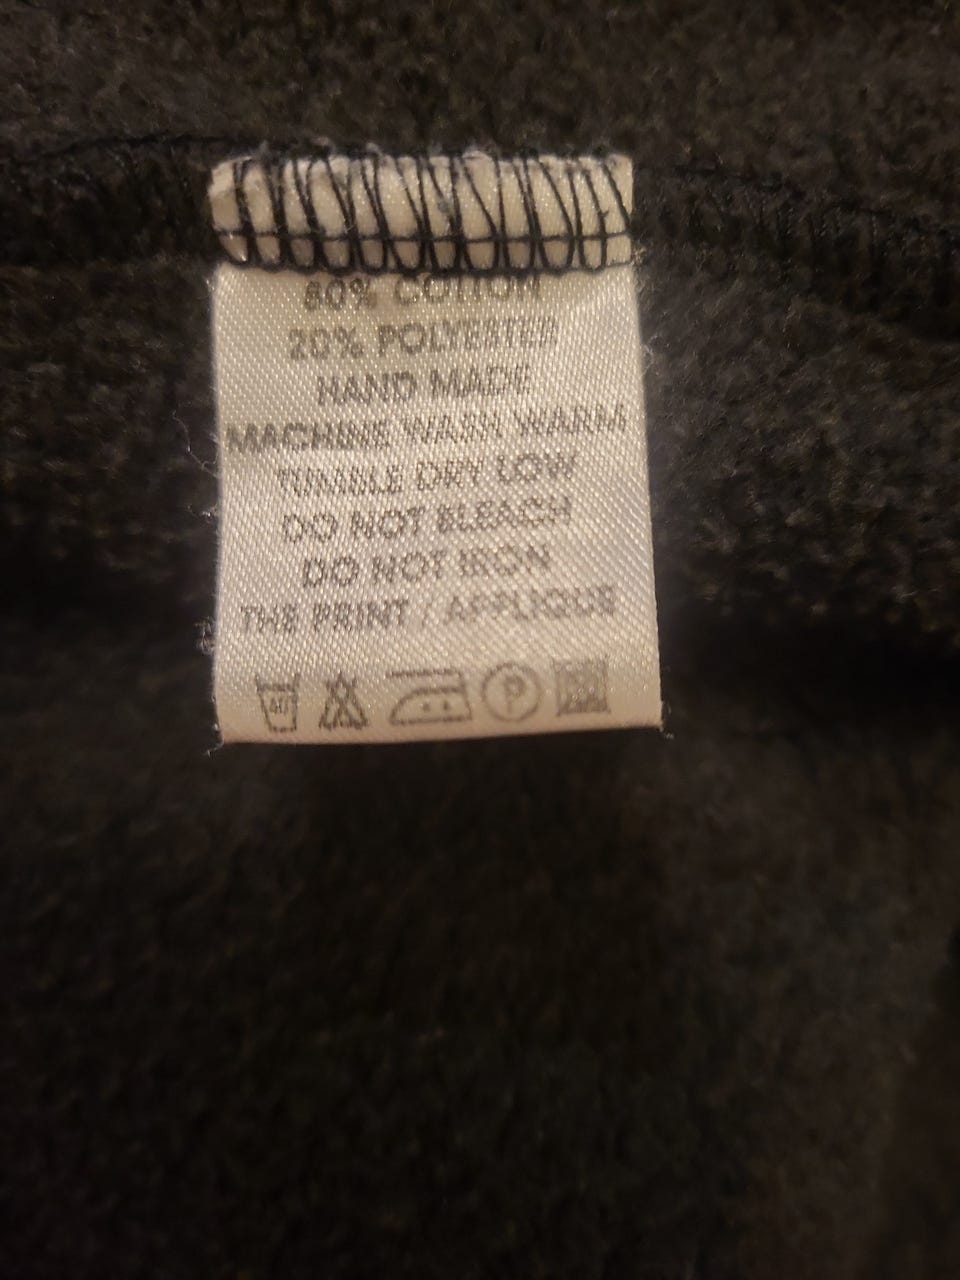 80% COTTON
20% POLYESTER
HAND MADE
MACHINE WASH WARM
TUMBLE DRY LOW
DO NOT BLEACH
DO NOT IRON
THE PRINT / APPLIQUE
40 P